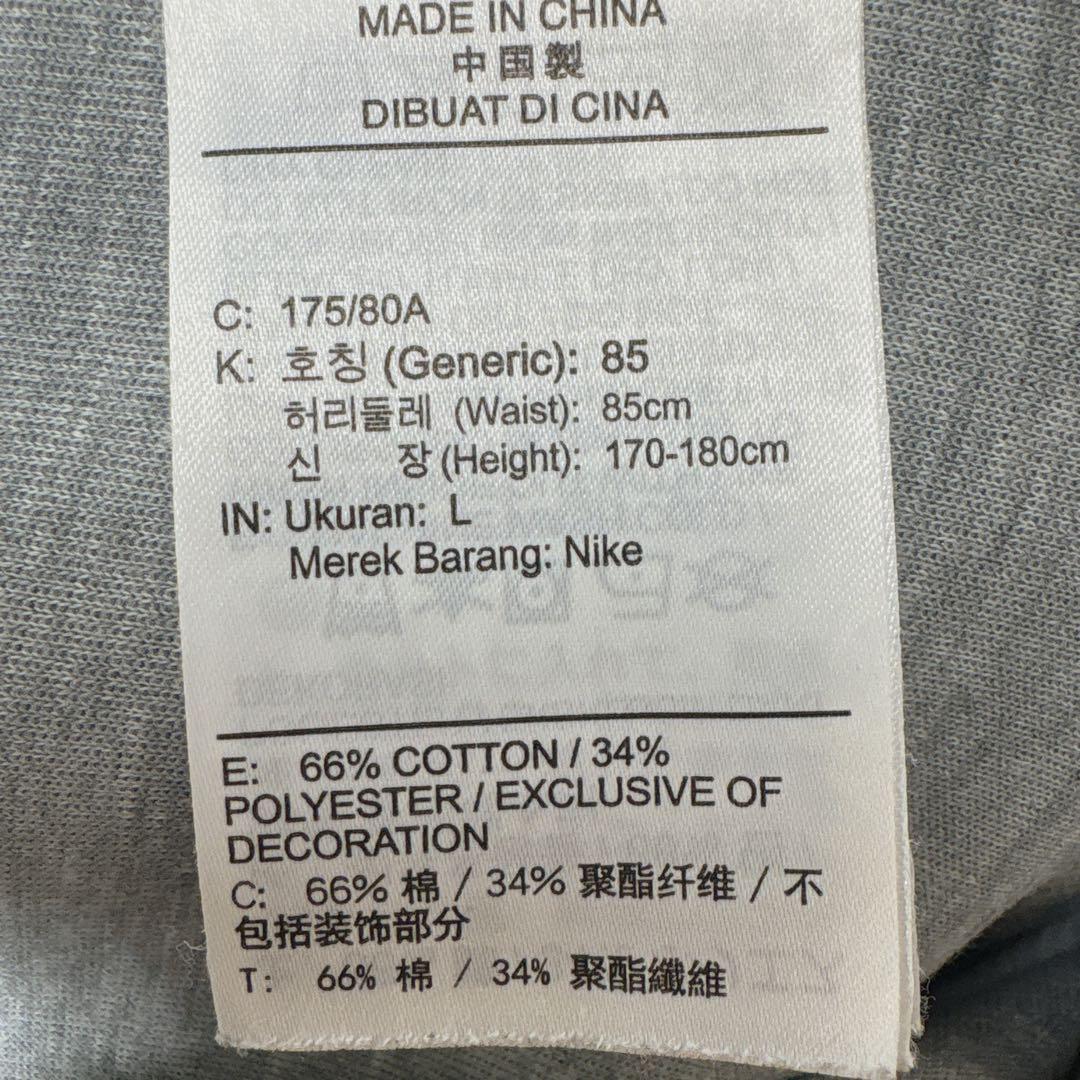 MADE IN CHINA
中国製
DIBUAT DI CINA
C: 175/80A
K: 호칭 (Generic): 85
허리둘레 (Waist): 85cm
신 장 (Height): 170-180cm
IN: Ukuran: L
Merek Barang: Nike
E: 66% COTTON / 34%
POLYESTER / EXCLUSIVE OF
DECORATION
C: 66% 棉 / 34% 聚酯纤维 / 不
包括装饰部分
T: 66% 棉 / 34% 聚酯纖維